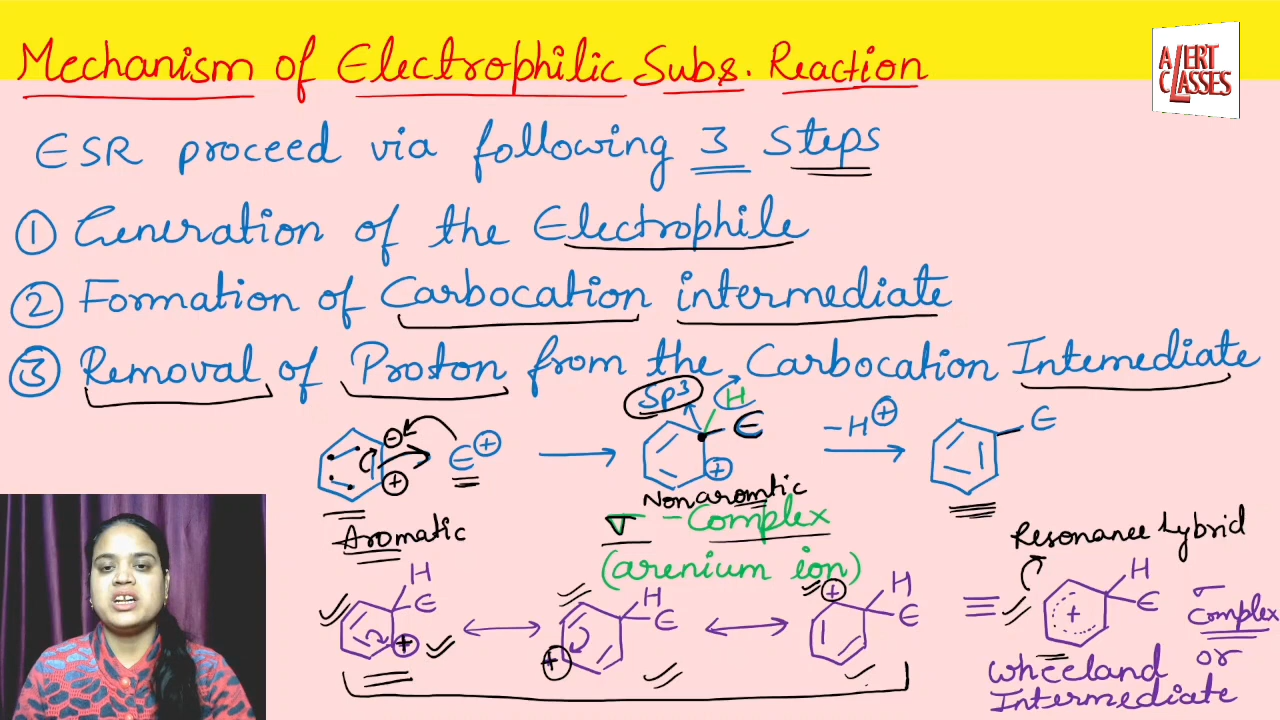 Mechanism of Electrophilic Subs. Reaction
ALERT
CLASSES
ESR proceed via following 3 Steps
① Generation of the Electrophile
② Formation of Carbocation intermediate
③ Removal of Proton from the Carbocation Intemediate
Sp³ H
E
⊖
⊕
E⊕
⊕
-H⊕
E
Nonaromtic
Aromatic
σ-Complex
(arenium ion)
Resonance hybrid
H
E
+
H
E
+
H
E
+
H
E
+
σ
Complex
or
Wheeland
Intermediate